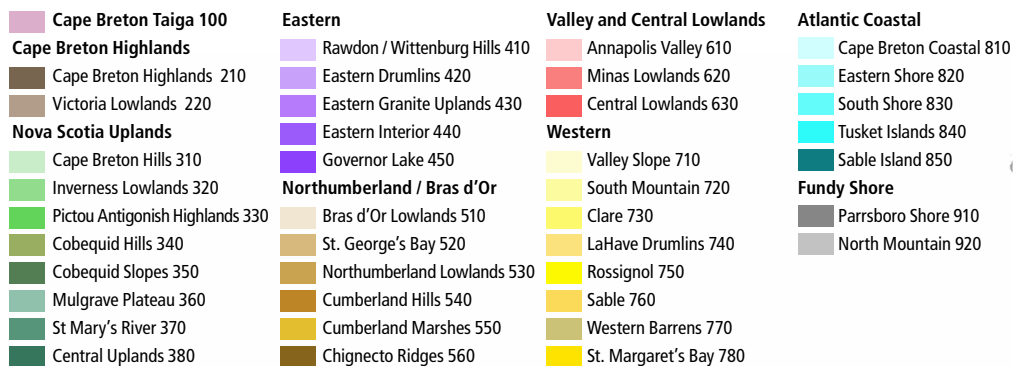 Cape Breton Taiga 100
Cape Breton Highlands
Cape Breton Highlands 210
Victoria Lowlands 220
Nova Scotia Uplands
Cape Breton Hills 310
Inverness Lowlands 320
Pictou Antigonish Highlands 330
Cobequid Hills 340
Cobequid Slopes 350
Mulgrave Plateau 360
St Mary's River 370
Central Uplands 380
Eastern
Rawdon / Wittenburg Hills 410
Eastern Drumlins 420
Eastern Granite Uplands 430
Eastern Interior 440
Governor Lake 450
Northumberland / Bras d'Or
Bras d'Or Lowlands 510
St. George's Bay 520
Northumberland Lowlands 530
Cumberland Hills 540
Cumberland Marshes 550
Chignecto Ridges 560
Valley and Central Lowlands
Annapolis Valley 610
Minas Lowlands 620
Central Lowlands 630
Western
Valley Slope 710
South Mountain 720
Clare 730
LaHave Drumlins 740
Rossignol 750
Sable 760
Western Barrens 770
St. Margaret's Bay 780
Atlantic Coastal
Cape Breton Coastal 810
Eastern Shore 820
South Shore 830
Tusket Islands 840
Sable Island 850
Fundy Shore
Parrsboro Shore 910
North Mountain 920